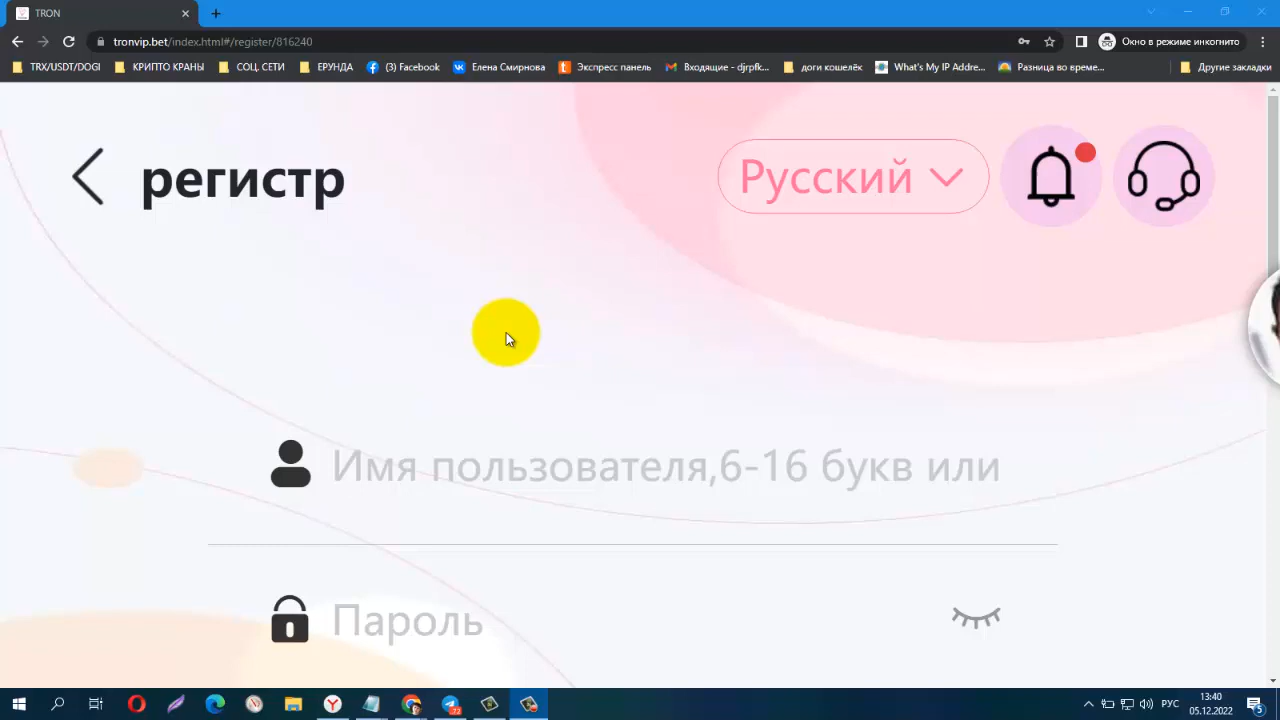 TRON
tronvip.bet/index.html#/register/816240
Окно в режиме инкогнито
TRX/USDT/DOGI
КРИПТО КРАНЫ
СОЦ. СЕТИ
ЕРУНДА
(3) Facebook
Елена Смирнова
Экспресс панель
Входящие - djrpfk...
доги кошелёк
What's My IP Addre...
Разница во време...
Другие закладки
регистр
Русский
Имя пользователя,6-16 букв или
Пароль
72
РУС
13:40
05.12.2022
5